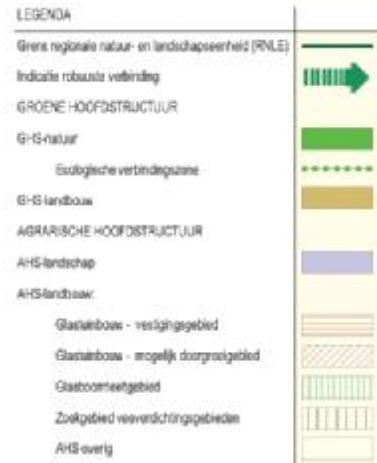 LEGENDA
Grens regionale natuur- en landschapseenheid (RNLE)
Indicatie robuuste verbinding
GROENE HOOFDSTRUCTUUR
GHS-natuur
Ecologische verbindingszone
GHS-landbouw
AGRARISCHE HOOFDSTRUCTUUR
AHS-landschap
AHS-landbouw:
Glastuinbouw - vestigingsgebied
Glastuinbouw - mogelijk doorgroeigebied
Glasboomteeltgebied
Zoekgebied veeverdichtingsgebieden
AHS-overig